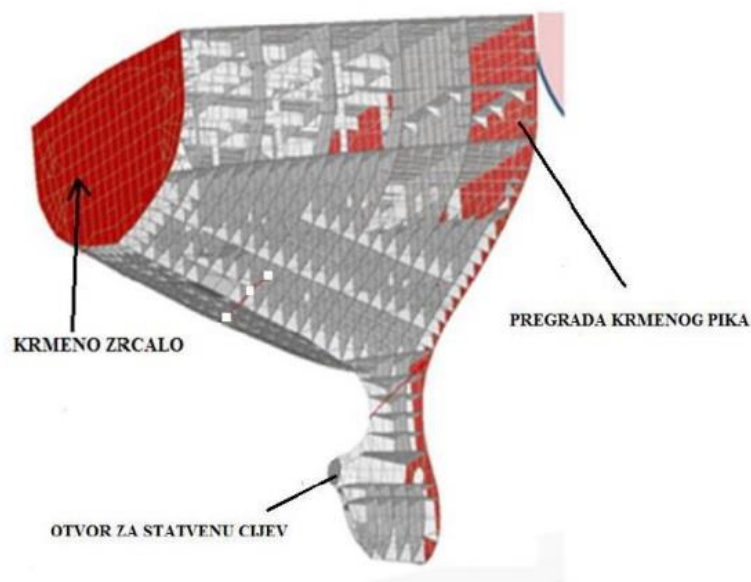 PREGRADA KRMENOG PIKA
KRMENO ZRCALO
OTVOR ZA STATVENU CIJEV